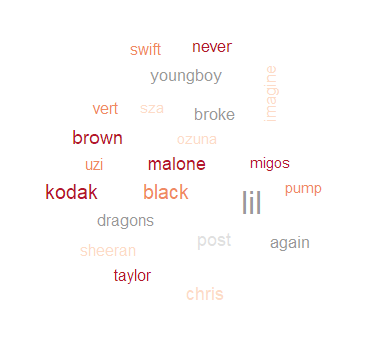 swift never
youngboy
imagine
vert sza broke
brown ozuna
uzi malone migos
kodak black lil pump
dragons
sheeran post again
taylor
chris